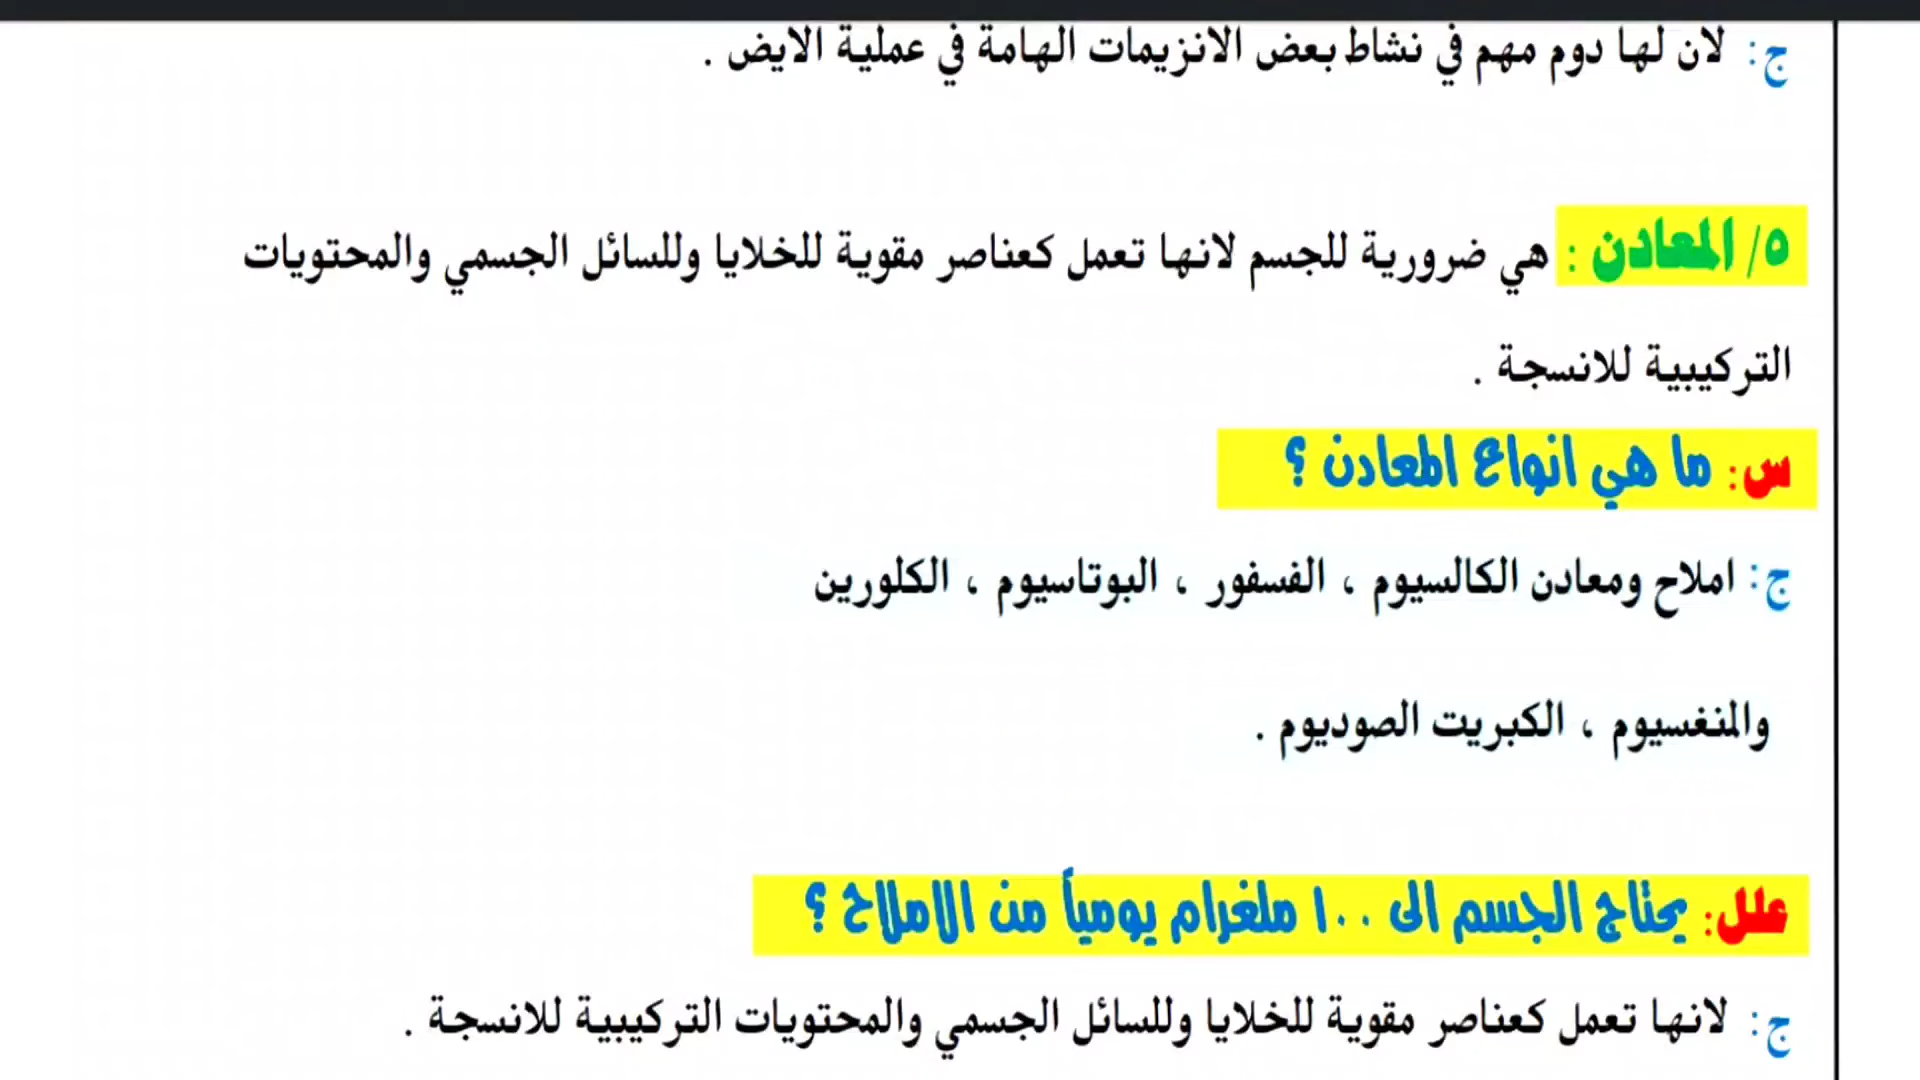 ج: لان لها دوم مهم في نشاط بعض الانزيمات الهامة في عملية الايض .
٥/ المعادن : هي ضرورية للجسم لانها تعمل كعناصر مقوية للخلايا وللسائل الجسمي والمحتويات
التركيبية للانسجة .
س: ما هي انواع المعادن ؟
ج: املاح ومعادن الكالسيوم ، الفسفور ، البوتاسيوم ، الكلورين
والمنغسيوم ، الكبريت الصوديوم .
علل: يحتاج الجسم الى ١٠٠ ملغرام يومياً من الاملاح ؟
ج: لانها تعمل كعناصر مقوية للخلايا وللسائل الجسمي والمحتويات التركيبية للانسجة .